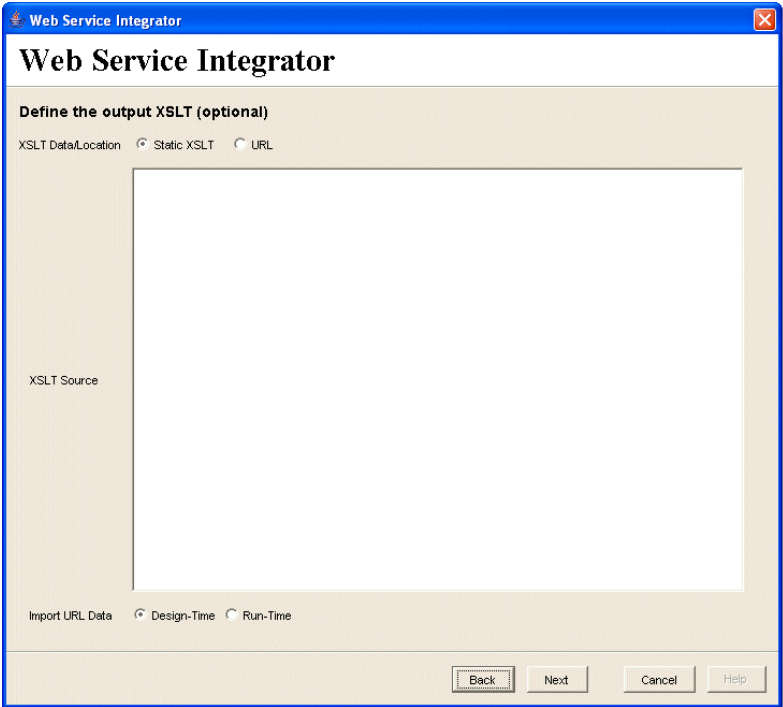 Web Service Integrator
Web Service Integrator
Define the output XSLT (optional)
XSLT Data/Location Static XSLT URL
XSLT Source
Import URL Data Design-Time Run-Time
Back Next Cancel Help